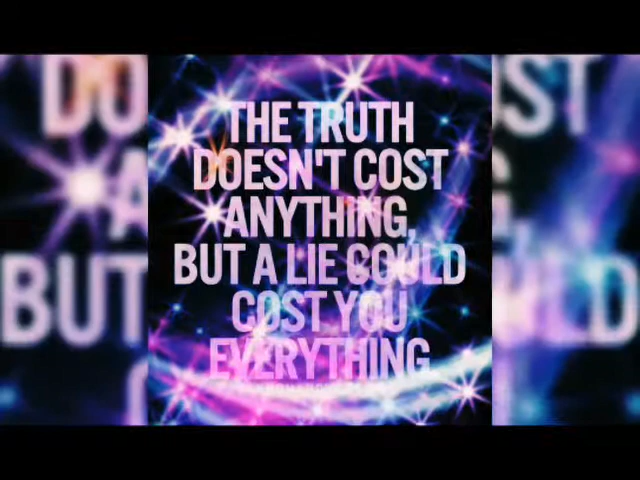 THE TRUTH
DOESN'T COST
ANYTHING,
BUT A LIE COULD
COST YOU
EVERYTHING